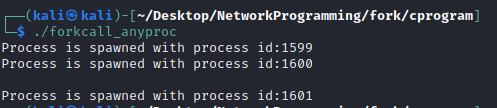 ┌──(kali㉿kali)-[~/Desktop/NetworkProgramming/fork/cprogram]
└─$ ./forkcall_anyproc
Process is spawned with process id:1599
Process is spawned with process id:1600
Process is spawned with process id:1601